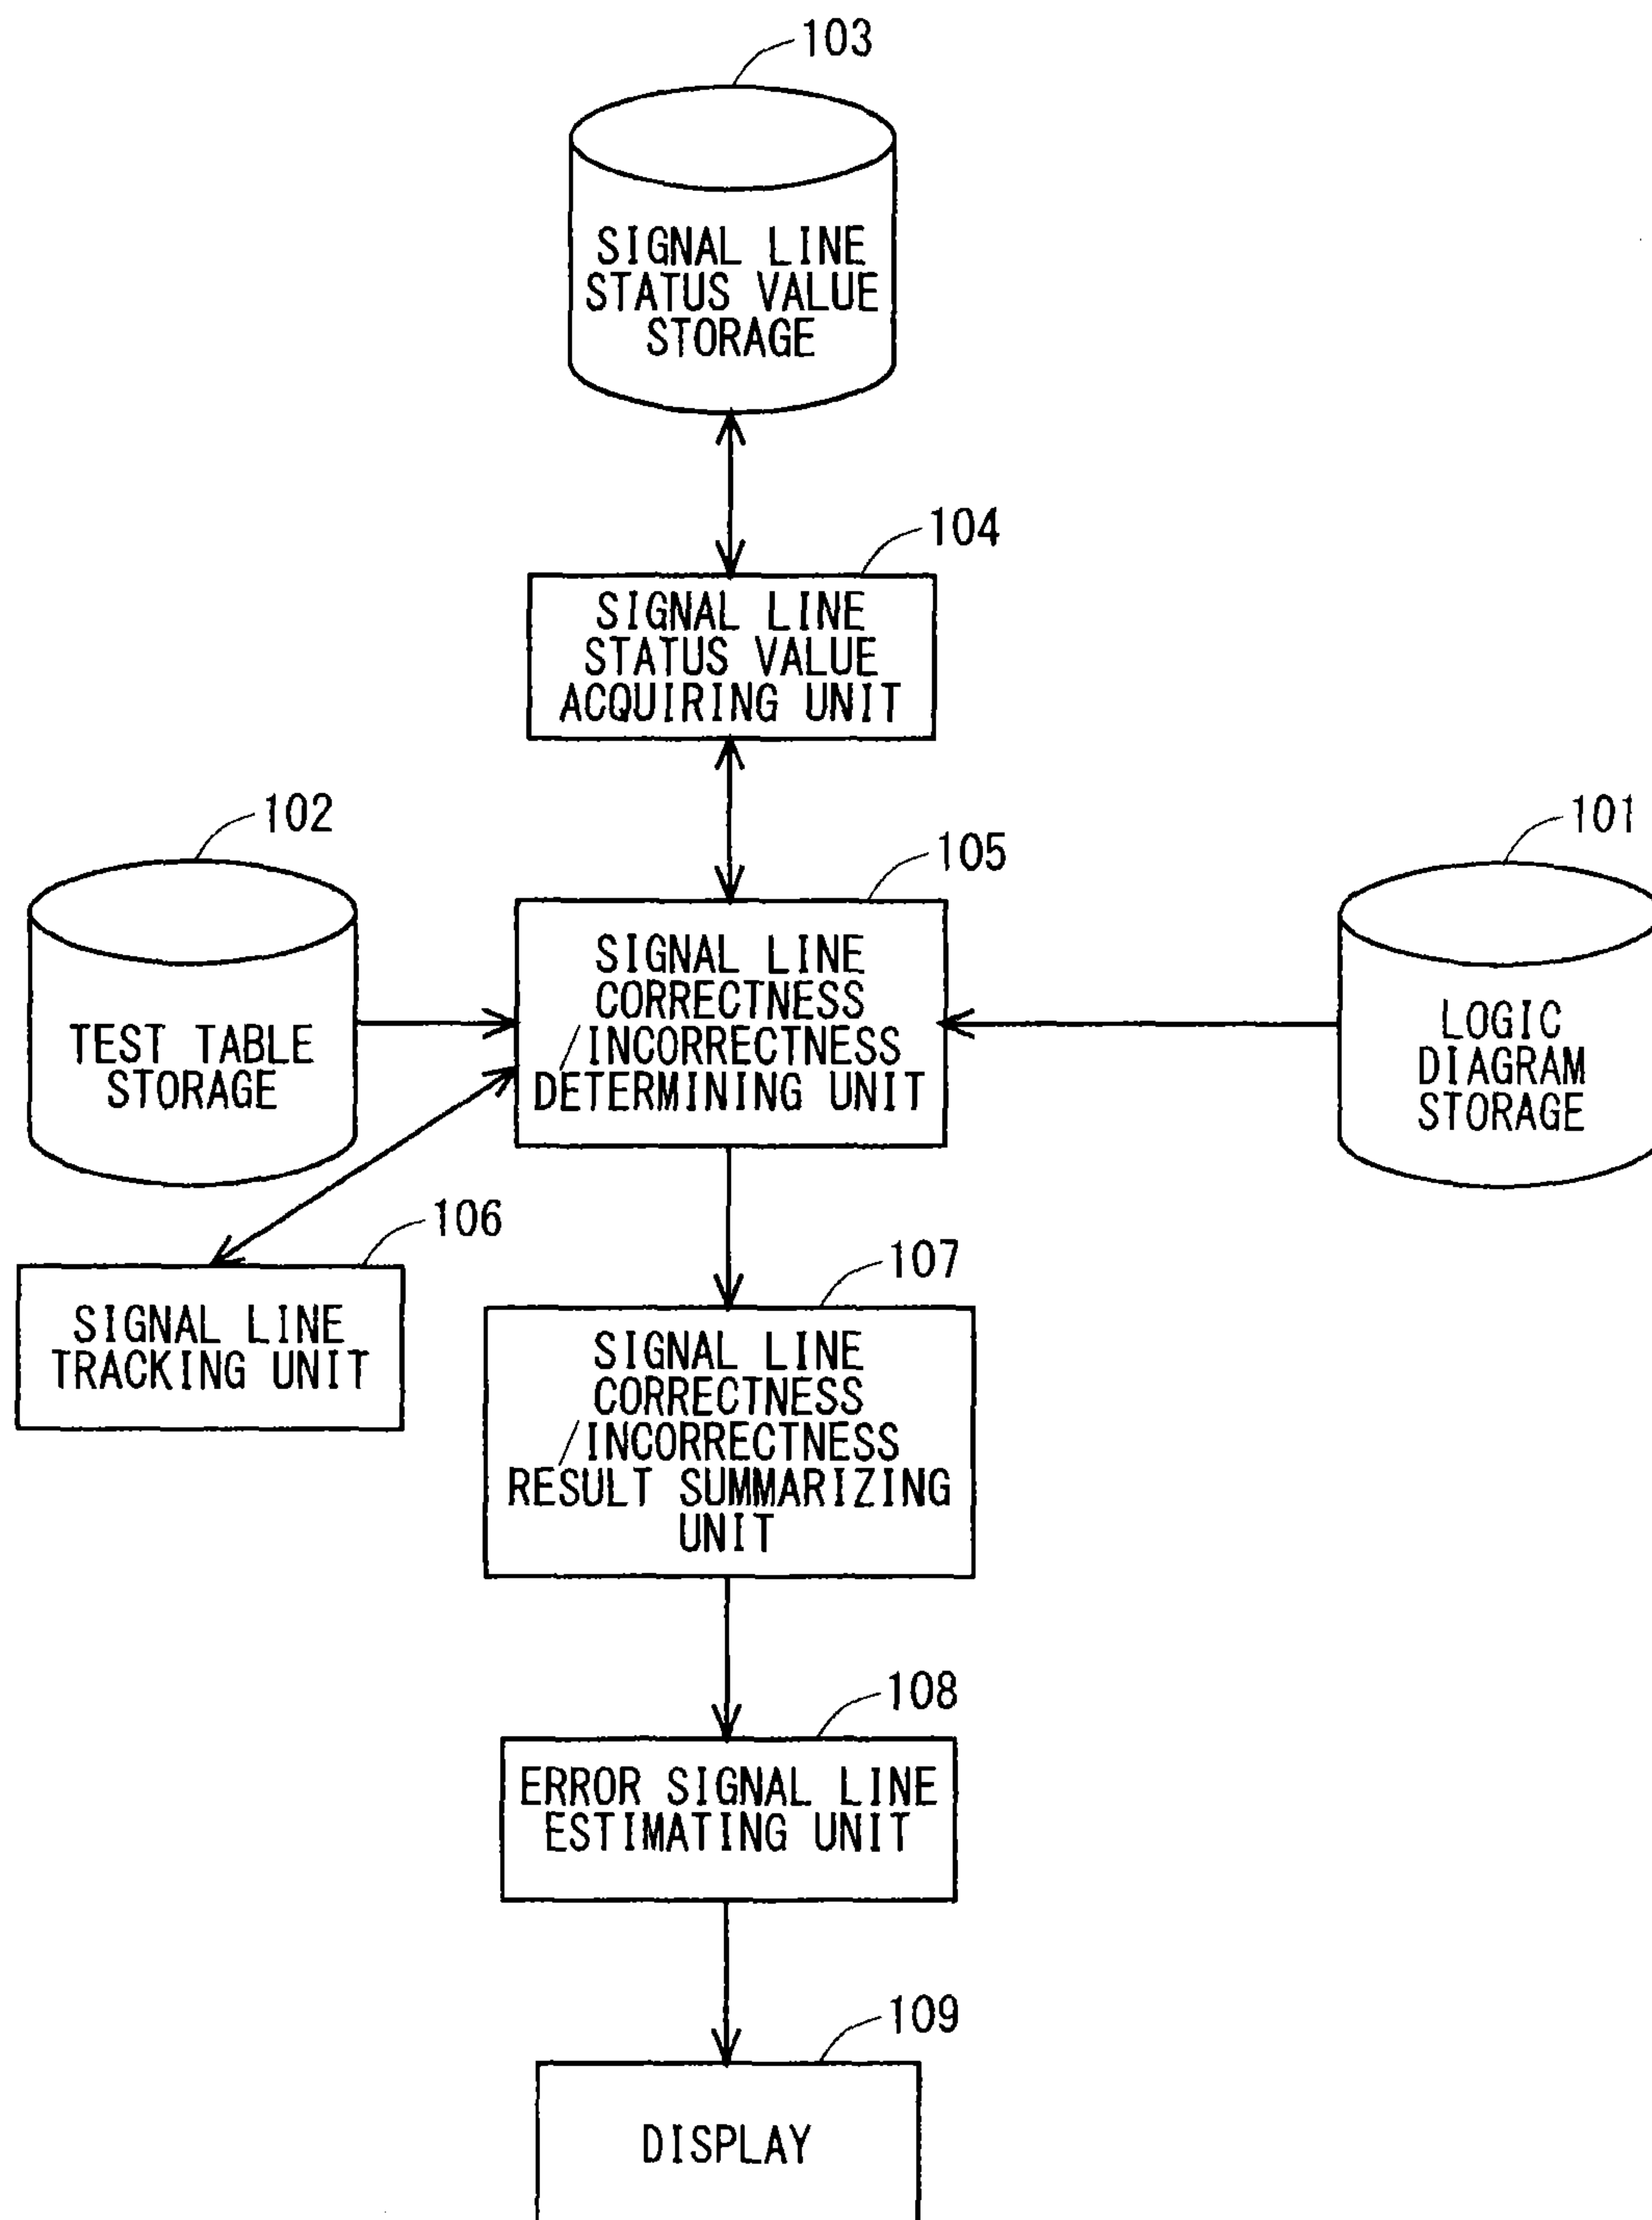 103
SIGNAL LINE
STATUS VALUE
STORAGE
104
SIGNAL LINE
STATUS VALUE
ACQUIRING UNIT
102
TEST TABLE
STORAGE
105
SIGNAL LINE
CORRECTNESS
/INCORRECTNESS
DETERMINING UNIT
101
LOGIC
DIAGRAM
STORAGE
106
SIGNAL LINE
TRACKING UNIT
107
SIGNAL LINE
CORRECTNESS
/INCORRECTNESS
RESULT SUMMARIZING
UNIT
108
ERROR SIGNAL LINE
ESTIMATING UNIT
109
DISPLAY